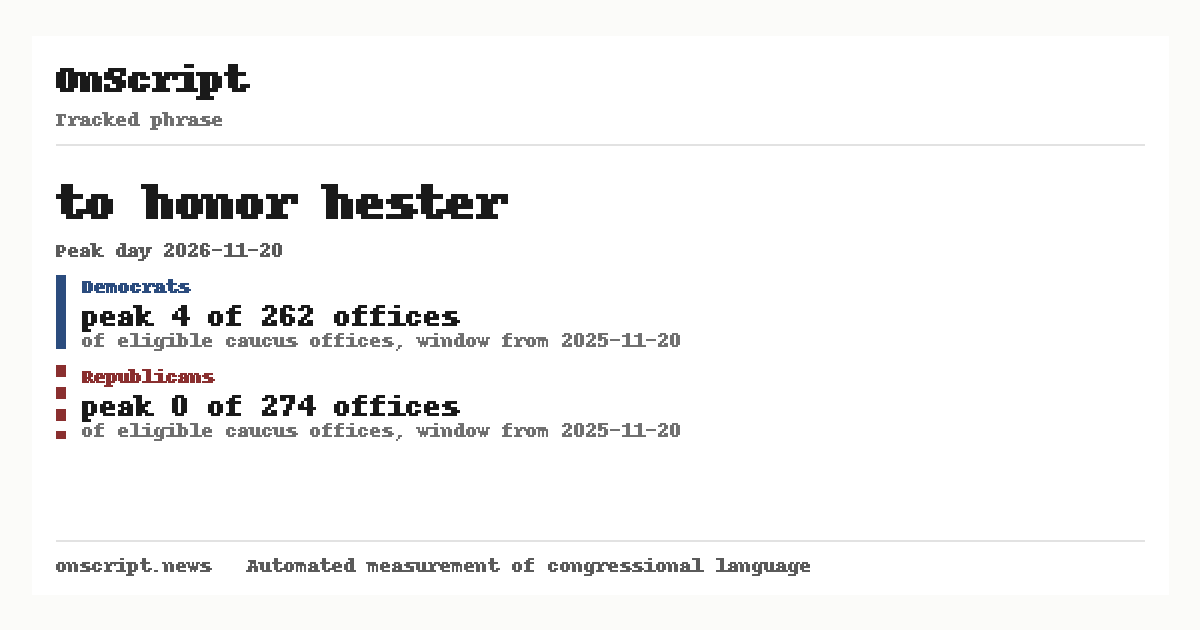 OnScript
Tracked phrase
to honor hester
Peak day 2026-11-20
Democrats
peak 4 of 262 offices
of eligible caucus offices, window from 2025-11-20
Republicans
peak 0 of 274 offices
of eligible caucus offices, window from 2025-11-20
onscript.news Automated measurement of congressional language